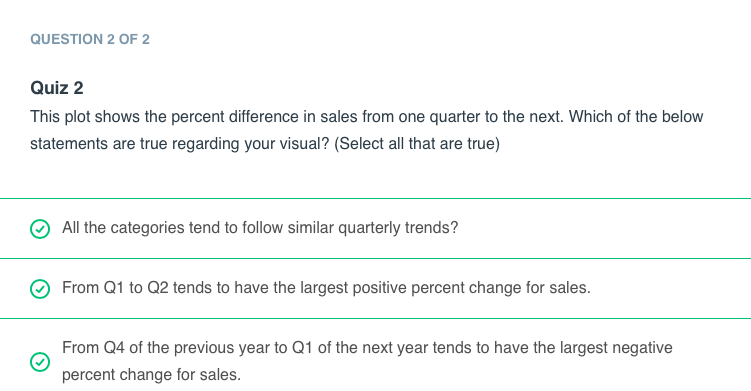 QUESTION 2 OF 2
Quiz 2
This plot shows the percent difference in sales from one quarter to the next. Which of the below
statements are true regarding your visual? (Select all that are true)
All the categories tend to follow similar quarterly trends?
From Q1 to Q2 tends to have the largest positive percent change for sales.
From Q4 of the previous year to Q1 of the next year tends to have the largest negative
percent change for sales.